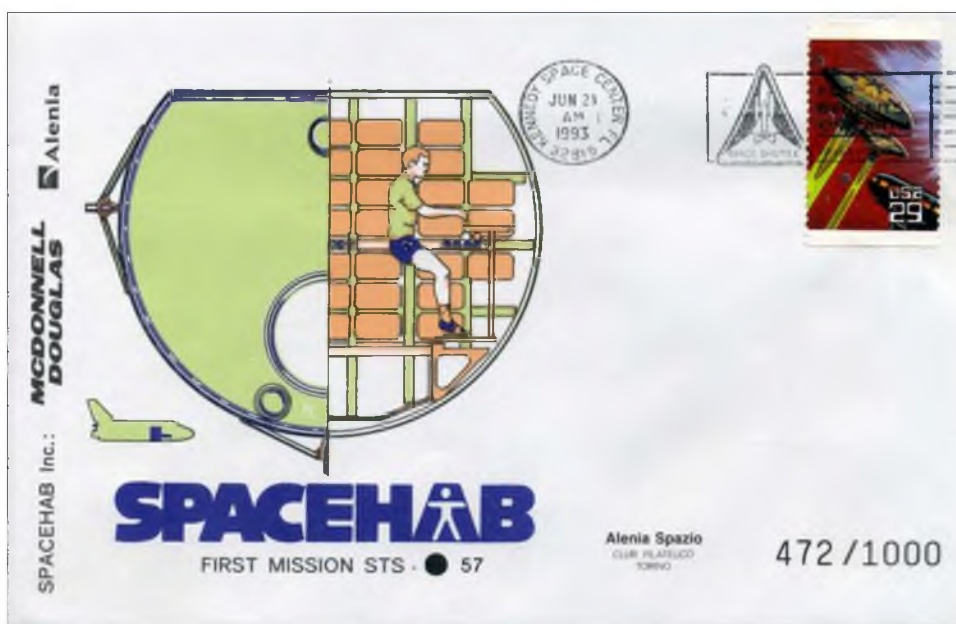 KENNEDY SPACE CENTER FL
JUN 21
AM
1993
SPACE SHUTTLE
USA
29
Alenia
MCDONNELL
DOUGLAS
SPACEHAB Inc.:
SPACEHAB
FIRST MISSION STS - 57
Alenia Spazio
CLUB FILATELICO
TORINO
472/1000